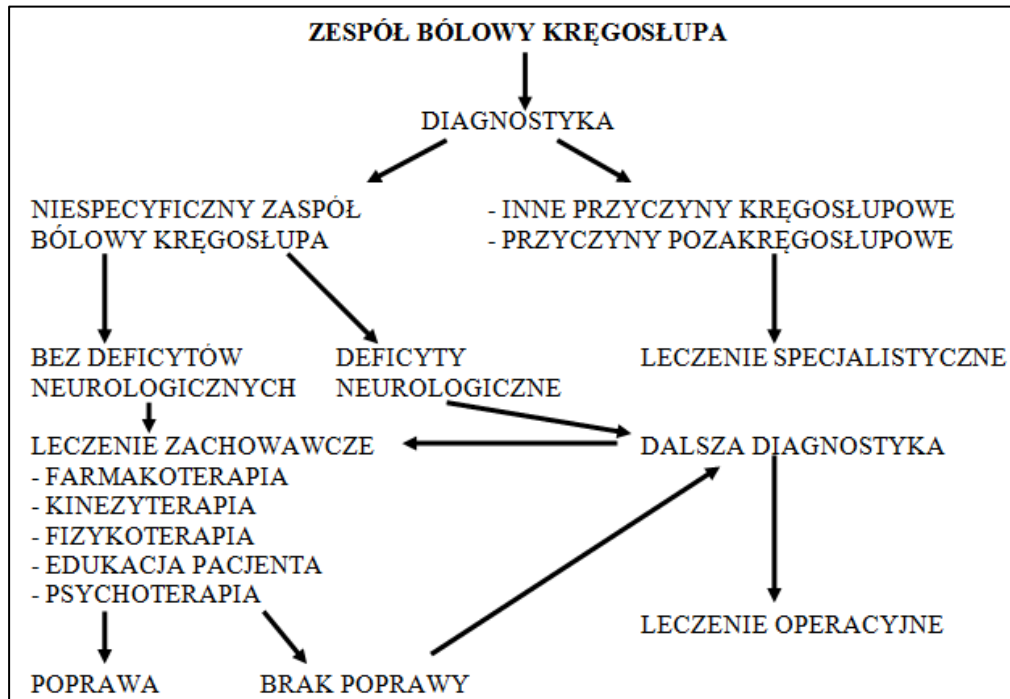 ZESPÓŁ BÓLOWY KRĘGOSŁUPA
DIAGNOSTYKA
NIESPECYFICZNY ZASPÓŁ
BÓLOWY KRĘGOSŁUPA
- INNE PRZYCZYNY KRĘGOSŁUPOWE
- PRZYCZYNY POZAKRĘGOSŁUPOWE
BEZ DEFICYTÓW
NEUROLOGICZNYCH
DEFICYTY
NEUROLOGICZNE
LECZENIE SPECJALISTYCZNE
LECZENIE ZACHOWAWCZE
- FARMAKOTERAPIA
- KINEZYTERAPIA
- FIZYKOTERAPIA
- EDUKACJA PACJENTA
- PSYCHOTERAPIA
DALSZA DIAGNOSTYKA
LECZENIE OPERACYJNE
POPRAWA
BRAK POPRAWY